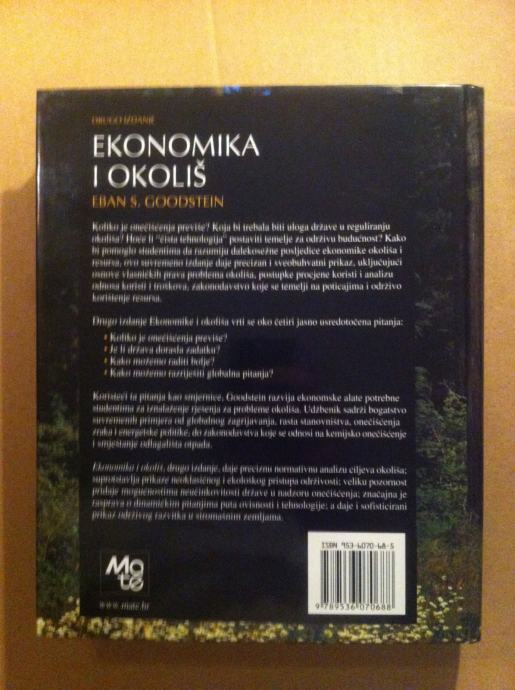 DRUGO IZDANJE
EKONOMIKA
I OKOLIŠ
EBAN S. GOODSTEIN
Koliko je onečišćenja previše? Koja bi trebala biti uloga države u reguliranju
okoliša? Hoće li "čista tehnologija" postaviti temelje za održivu budućnost? Kako
bi pomoglo studentima da razumiju dalekosežne posljedice ekonomike okoliša i
resursa, ovo suvremeno izdanje daje precizan i sveobuhvatni prikaz, uključujući
osnove vlasničkih prava problema okoliša, postupke procjene koristi i analizu
odnosa koristi i troškova, zakonodavstvo koje se temelji na poticajima i održivo
korištenje resursa.
Drugo izdanje Ekonomike i okoliša vrti se oko četiri jasno usredotočena pitanja:
• Koliko je onečišćenja previše?
• Je li država dorasla zadatku?
• Kako možemo raditi bolje?
• Kako možemo razriješiti globalna pitanja?
Koristeći ta pitanja kao smjernice, Goodstein razvija ekonomske alate potrebne
studentima za iznalaženje rješenja za probleme okoliša. Udžbenik sadrži bogatstvo
suvremenih primjera od globalnog zagrijavanja, rasta stanovništva, onečišćenja
zraka i energetske politike, do zakonodavstva koje se odnosi na kemijsko onečišćenje
i smještanje odlagališta otpada.
Ekonomika i okoliš, drugo izdanje, daje preciznu normativnu analizu ciljeva okoliša;
suprotstavlja prikaze neoklasičnog i ekološkog pristupa održivosti; veliku pozornost
pridaje mogućnostima neučinkovitosti države u nadzoru onečišćenja; značajna je
rasprava o dinamičkim pitanjima puta ovisnosti i tehnologije; a daje i sofisticirani
prikaz održivog razvitka u siromašnim zemljama.
Mate
www.mate.hr
ISBN 953-6070-68-5
9 789536 070688